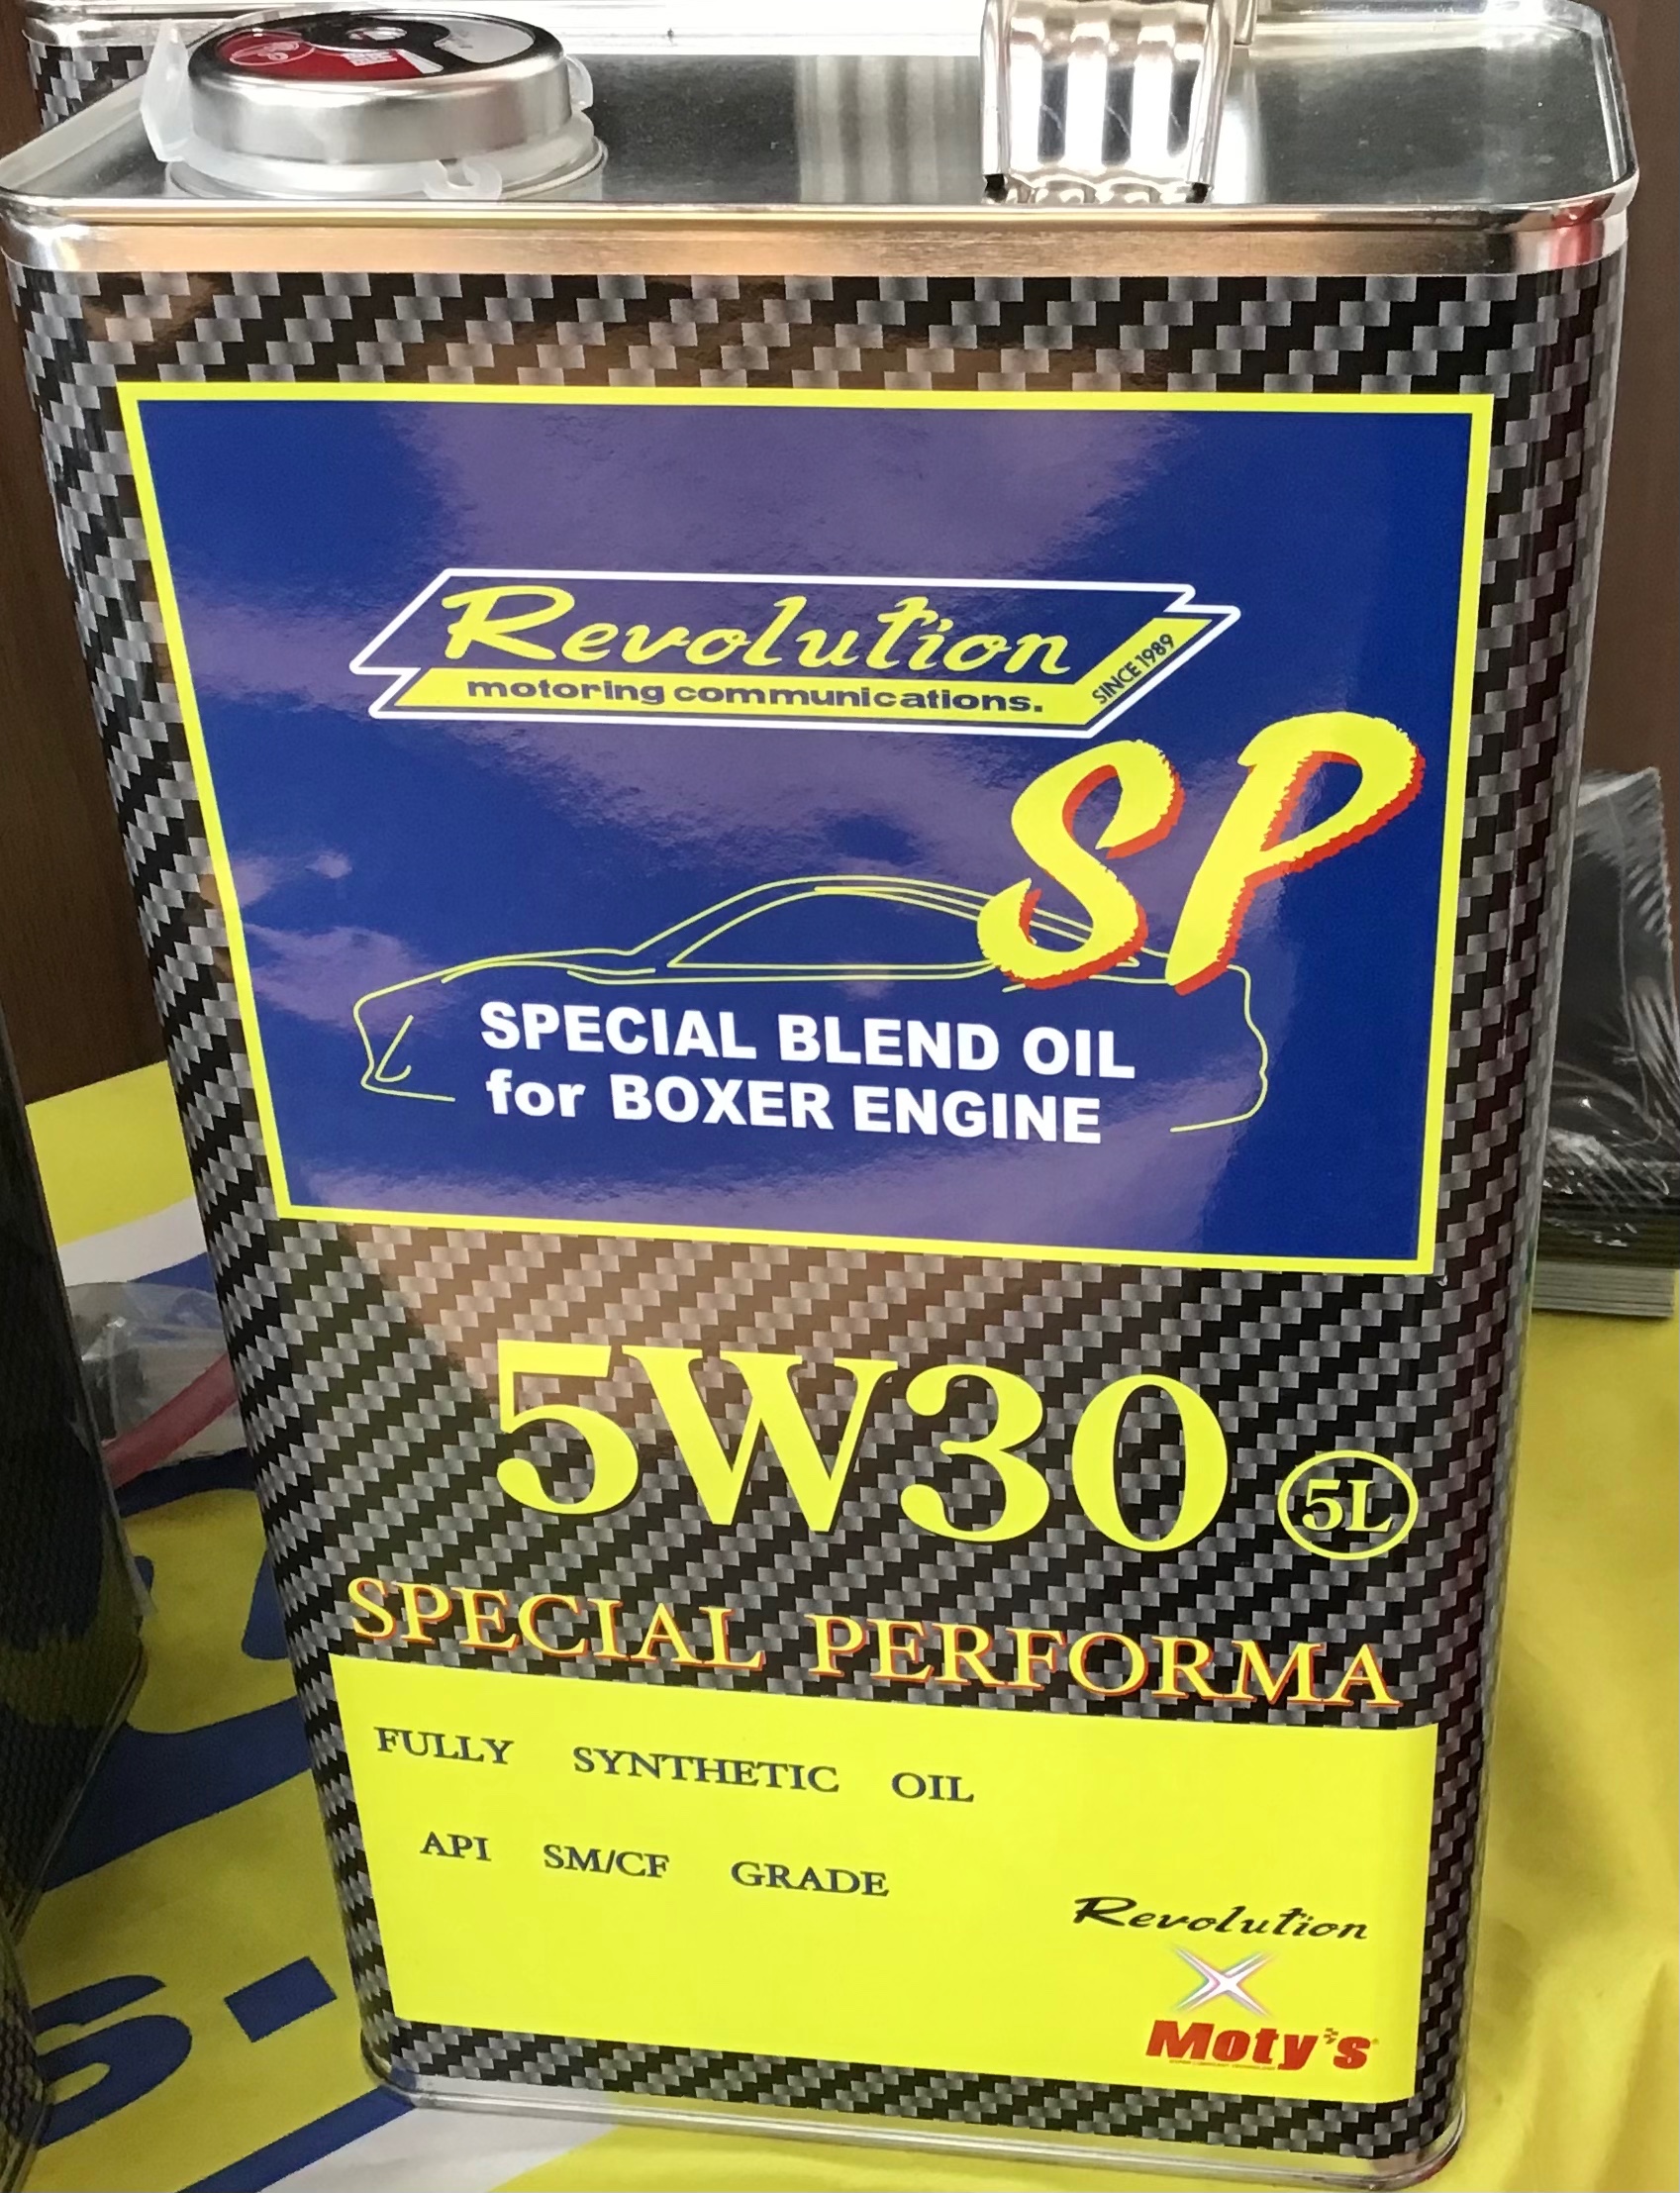 Revolution
motoring communications.
SINCE 1989
SP
SPECIAL BLEND OIL
for BOXER ENGINE
5W30 5L
SPECIAL PERFORMA
FULLY SYNTHETIC OIL
API SM/CF GRADE
Revolution
X
Moty's
S.